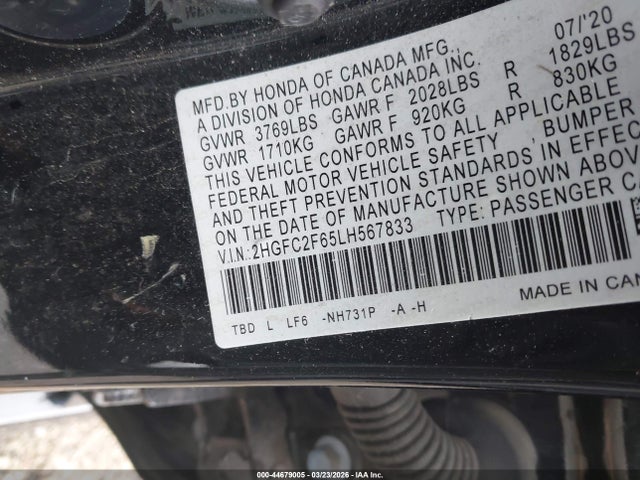 07/'20
MFD.BY HONDA OF CANADA MFG.,
A DIVISION OF HONDA CANADA INC.
GVWR 3769LBS GAWR F 2028LBS R 1829LBS
GVWR 1710KG GAWR F 920KG R 830KG
THIS VEHICLE CONFORMS TO ALL APPLICABLE
FEDERAL MOTOR VEHICLE SAFETY, BUMPER
AND THEFT PREVENTION STANDARDS IN EFFEC
ON THE DATE OF MANUFACTURE SHOWN ABOV
V.I.N.:2HGFC2F65LH567833 TYPE: PASSENGER CA
TBD L LF6 -NH731P -A -H MADE IN CAN
000-44679005 - 03/23/2026 - IAA Inc.